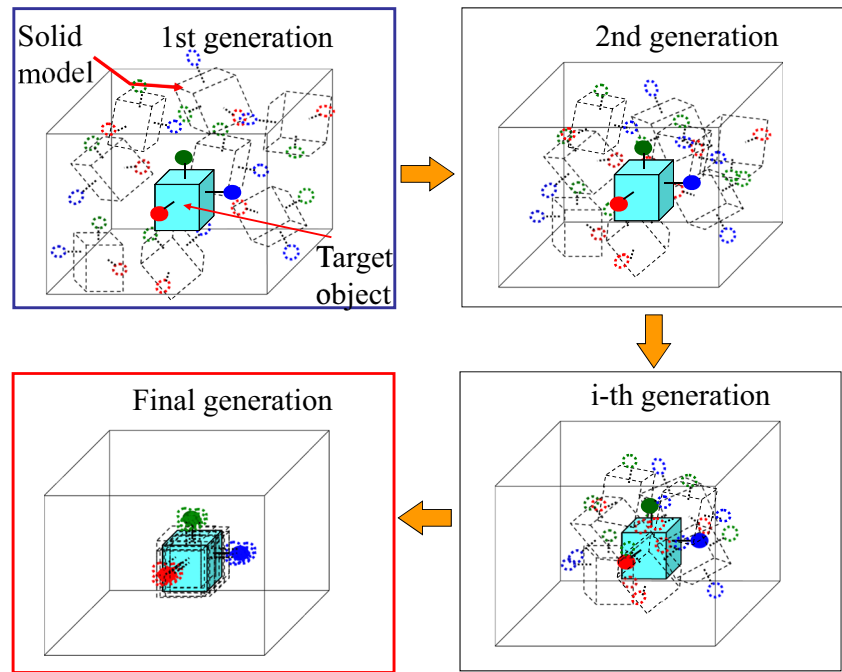 Solid
model
1st generation
Target
object
2nd generation
i-th generation
Final generation